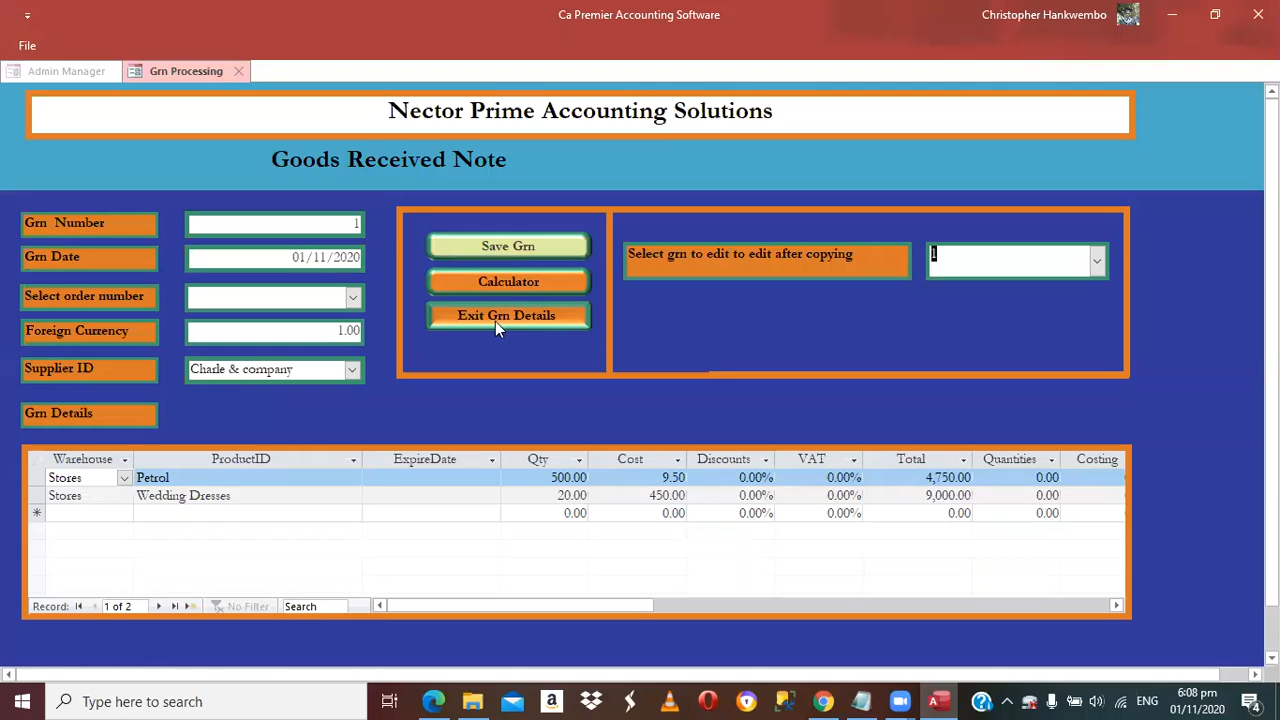 Ca Premier Accounting Software
Christopher Hankwembo
File
Admin Manager
Grn Processing
Nector Prime Accounting Solutions
Goods Received Note
Grn Number 1
Grn Date 01/11/2020
Select order number
Foreign Currency 1.00
Supplier ID Charle & company
Grn Details
Save Grn
Calculator
Exit Grn Details
Select grn to edit to edit after copying 1
Warehouse ProductID ExpireDate Qty Cost Discounts VAT Total Quantities Costing
Stores Petrol 500.00 9.50 0.00% 0.00% 4,750.00 0.00
Stores Wedding Dresses 20.00 450.00 0.00% 0.00% 9,000.00 0.00
* 0.00 0.00 0.00% 0.00% 0.00 0.00
Record: 1 of 2 No Filter Search
Type here to search
ENG
6:08 pm
01/11/2020
4